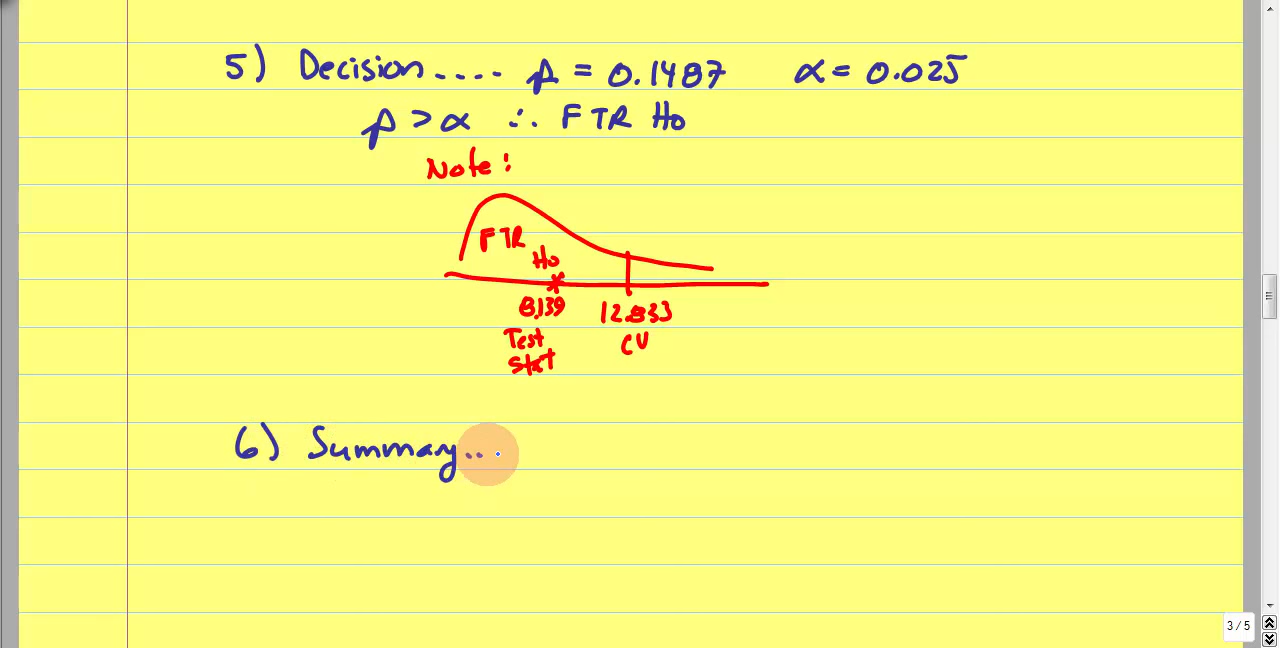 5) Decision.... p = 0.1487 α = 0.025
p > α ∴ FTR Ho
Note:
FTR
Ho
8.139 12.833
Test CV
stat
6) Summary...
3 / 5